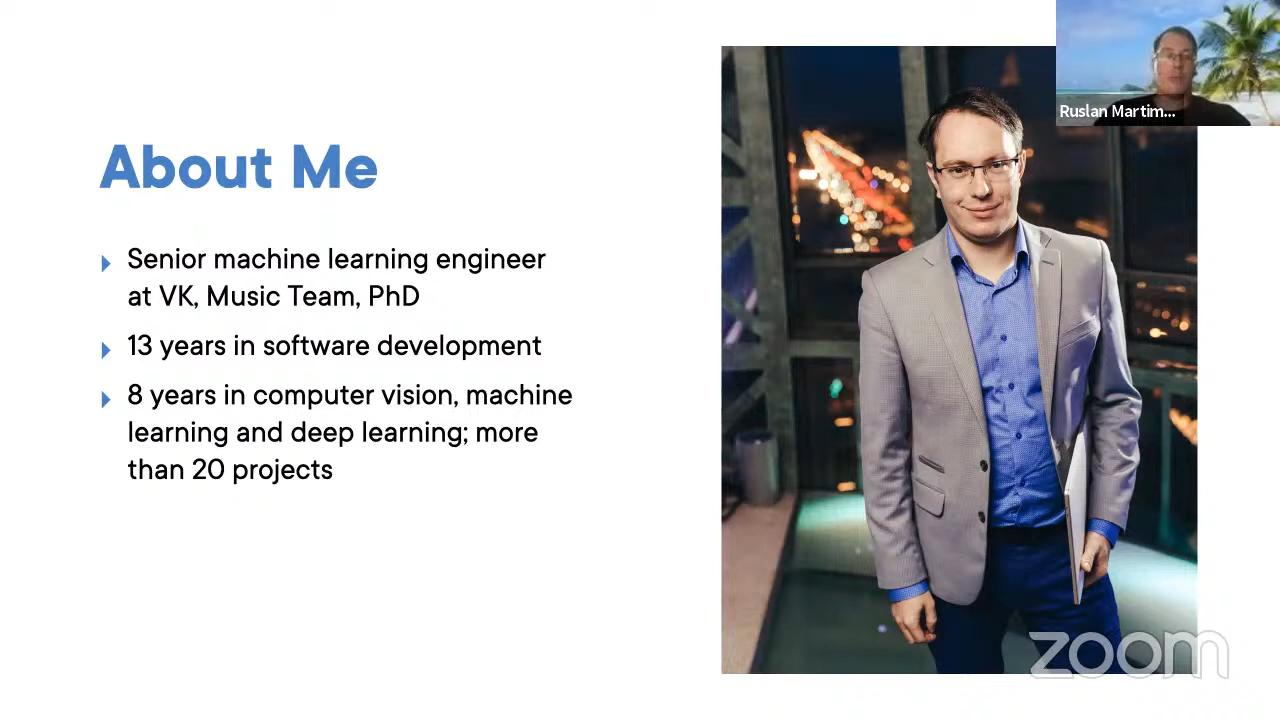 Ruslan Martim...
About Me
Senior machine learning engineer
at VK, Music Team, PhD
13 years in software development
8 years in computer vision, machine
learning and deep learning; more
than 20 projects
zoom